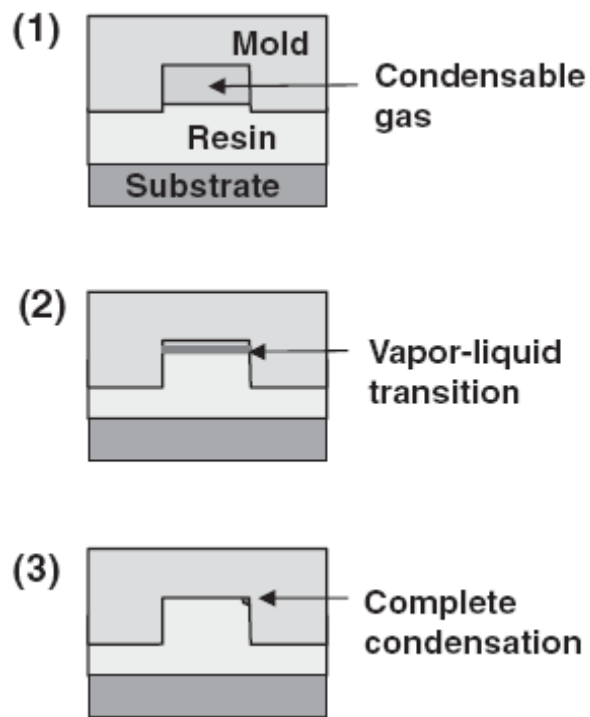 (1)
Mold
Condensable
gas
Resin
Substrate
(2)
Vapor-liquid
transition
(3)
Complete
condensation